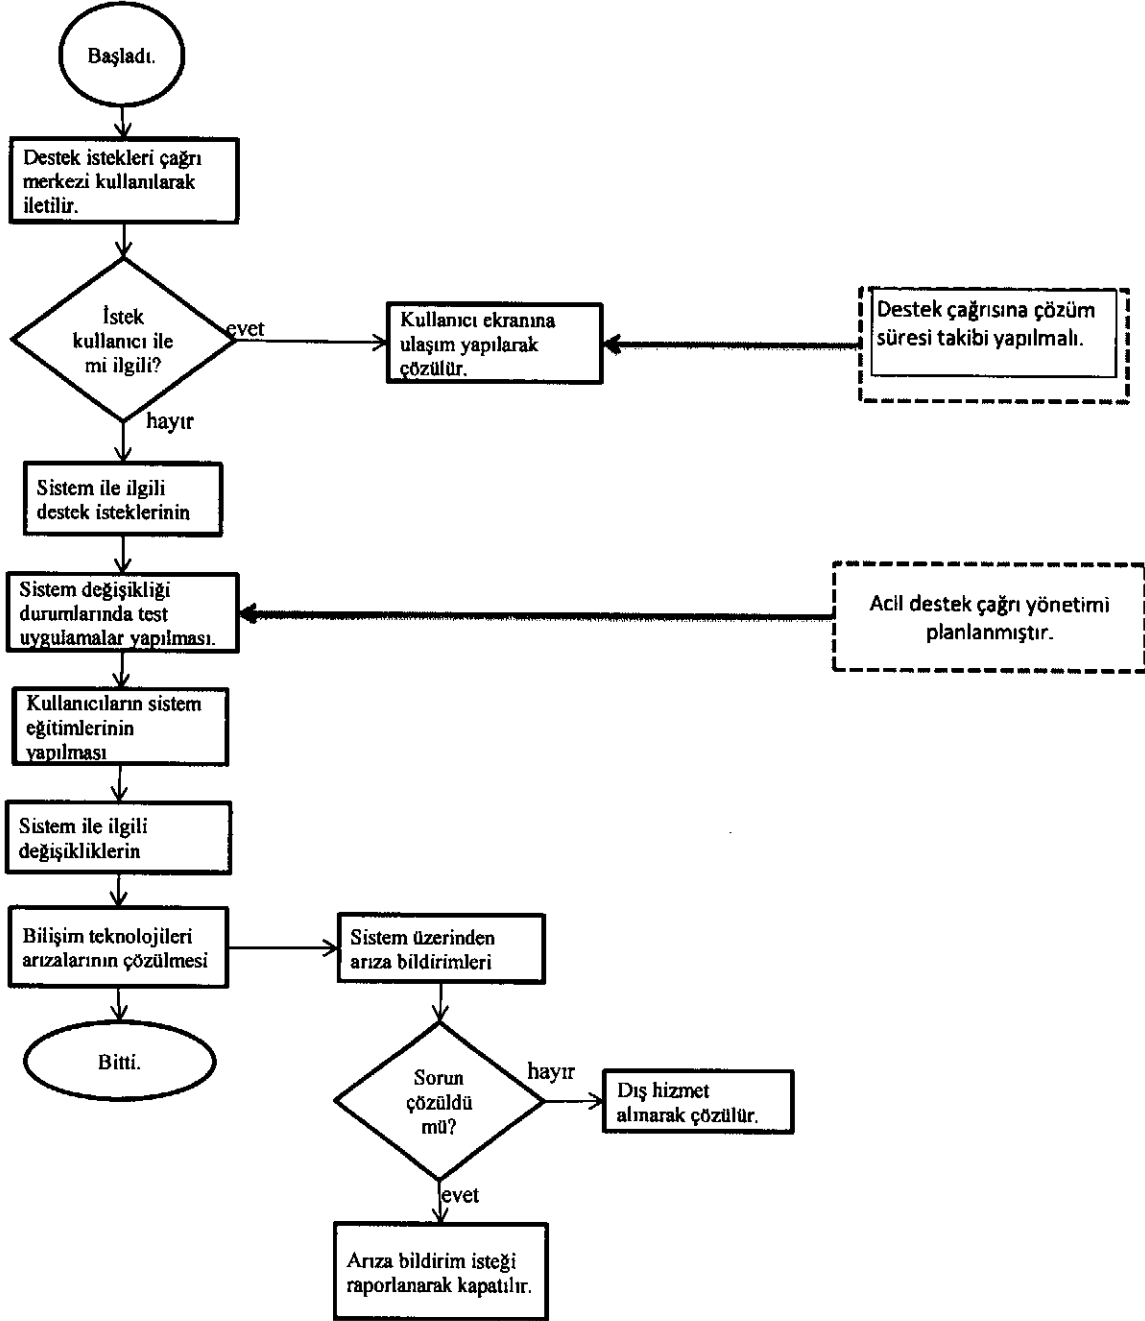 Başladı.
Destek istekleri çağrı
merkezi kullanılarak
iletilir.
İstek
kullanıcı ile
mi ilgili?
evet
Kullanıcı ekranına
ulaşım yapılarak
çözülür.
Destek çağrısına çözüm
süresi takibi yapılmalı.
hayır
Sistem ile ilgili
destek isteklerinin
Sistem değişikliği
durumlarında test
uygulamalar yapılması.
Acil destek çağrı yönetimi
planlanmıştır.
Kullanıcıların sistem
eğitimlerinin
yapılması
Sistem ile ilgili
değişikliklerin
Bilişim teknolojileri
arızalarının çözülmesi
Sistem üzerinden
arıza bildirimleri
Bitti.
Sorun
çözüldü
mü?
hayır
Dış hizmet
alınarak çözülür.
evet
Arıza bildirim isteği
raporlanarak kapatılır.